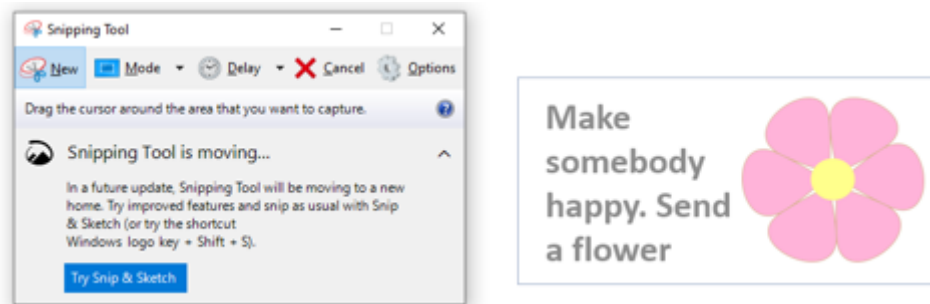 Snipping Tool
New Mode Delay Cancel Options
Drag the cursor around the area that you want to capture.
Snipping Tool is moving...
In a future update, Snipping Tool will be moving to a new
home. Try improved features and snip as usual with Snip
& Sketch (or try the shortcut
Windows logo key + Shift + S).
Try Snip & Sketch
Make
somebody
happy. Send
a flower